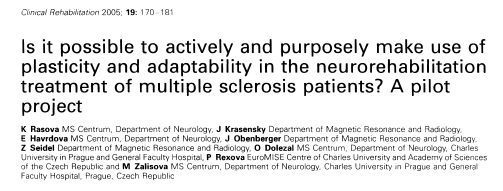 Clinical Rehabilitation 2005; 19: 170–181
Is it possible to actively and purposely make use of
plasticity and adaptability in the neurorehabilitation
treatment of multiple sclerosis patients? A pilot
project
K Rasova MS Centrum, Department of Neurology, J Krasensky Department of Magnetic Resonance and Radiology,
E Havrdova MS Centrum, Department of Neurology, J Obenberger Department of Magnetic Resonance and Radiology,
Z Seidel Department of Magnetic Resonance and Radiology, O Dolezal MS Centrum, Department of Neurology, Charles
University in Prague and General Faculty Hospital, P Rexova EuroMISE Centre of Charles University and Academy of Sciences
of the Czech Republic and M Zalisova MS Centrum, Department of Neurology, Charles University in Prague and General
Faculty Hospital, Prague, Czech Republic